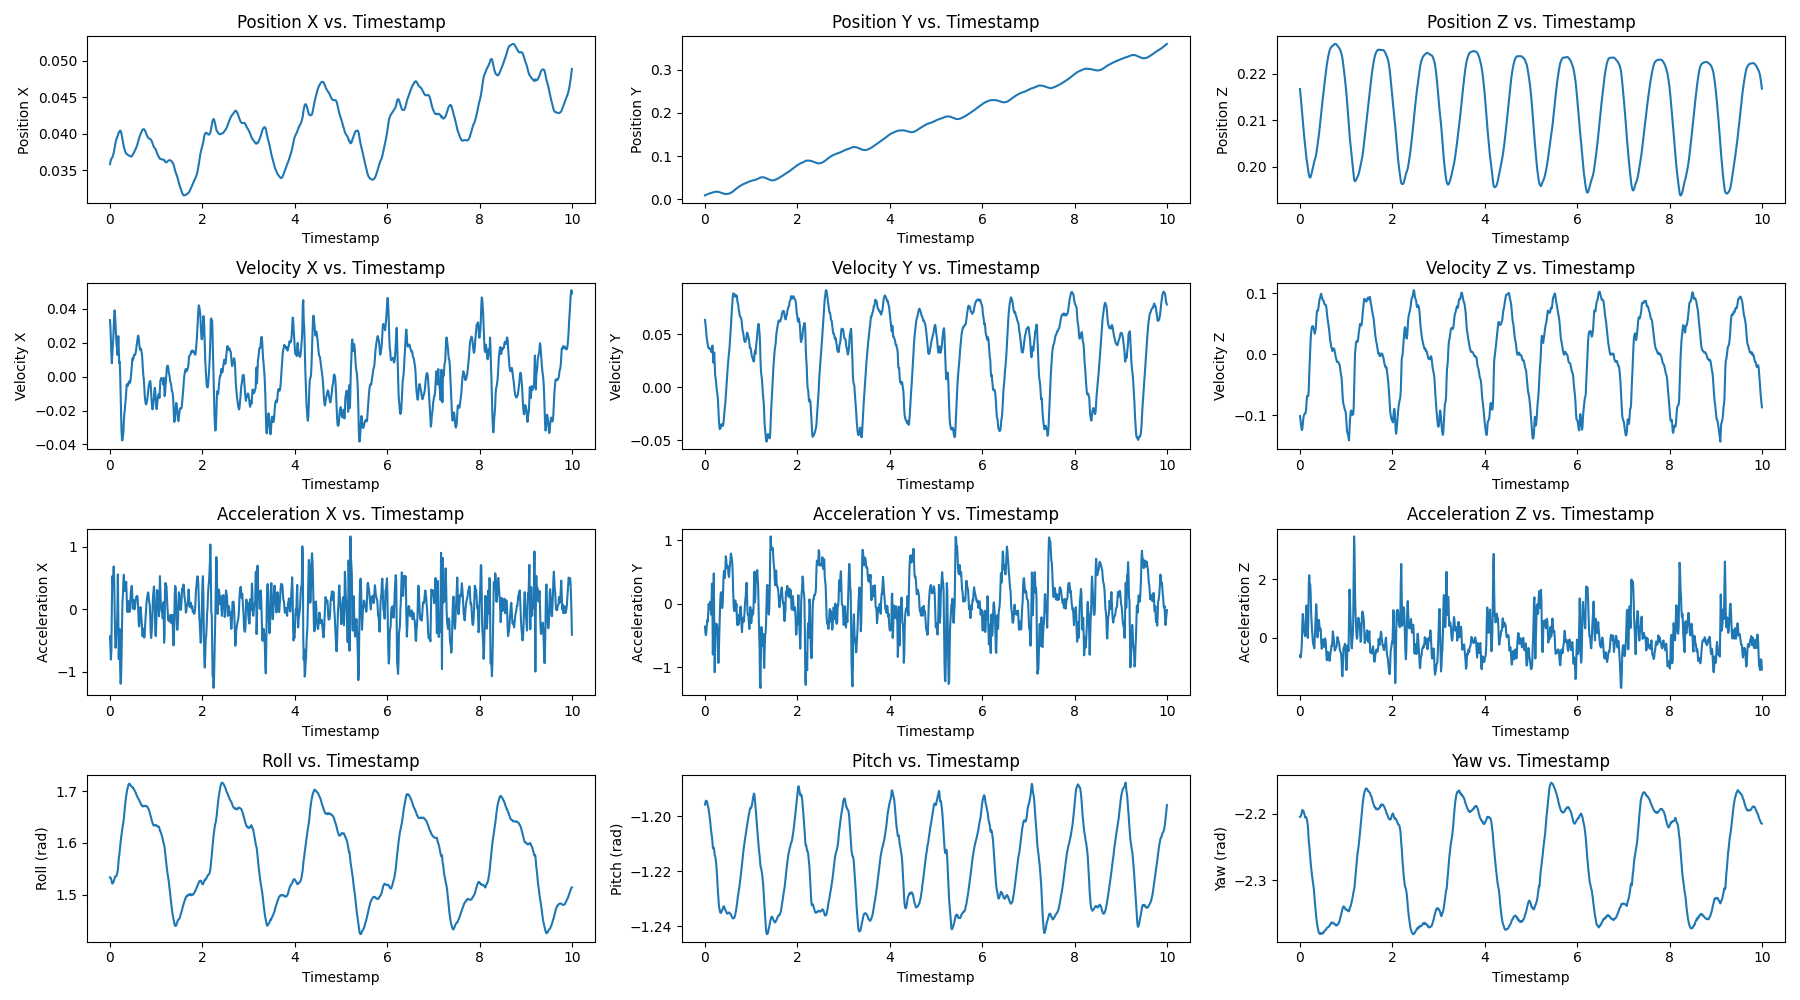 Position X vs. Timestamp
Position X
0.050
0.045
0.040
0.035
0 2 4 6 8 10
Timestamp
Position Y vs. Timestamp
Position Y
0.3
0.2
0.1
0.0
0 2 4 6 8 10
Timestamp
Position Z vs. Timestamp
Position Z
0.22
0.21
0.20
0 2 4 6 8 10
Timestamp
Velocity X vs. Timestamp
Velocity X
0.04
0.02
0.00
−0.02
−0.04
0 2 4 6 8 10
Timestamp
Velocity Y vs. Timestamp
Velocity Y
0.05
0.00
−0.05
0 2 4 6 8 10
Timestamp
Velocity Z vs. Timestamp
Velocity Z
0.1
0.0
−0.1
0 2 4 6 8 10
Timestamp
Acceleration X vs. Timestamp
Acceleration X
1
0
−1
0 2 4 6 8 10
Timestamp
Acceleration Y vs. Timestamp
Acceleration Y
1
0
−1
0 2 4 6 8 10
Timestamp
Acceleration Z vs. Timestamp
Acceleration Z
2
0
0 2 4 6 8 10
Timestamp
Roll vs. Timestamp
Roll (rad)
1.7
1.6
1.5
0 2 4 6 8 10
Timestamp
Pitch vs. Timestamp
Pitch (rad)
−1.20
−1.22
−1.24
0 2 4 6 8 10
Timestamp
Yaw vs. Timestamp
Yaw (rad)
−2.2
−2.3
0 2 4 6 8 10
Timestamp